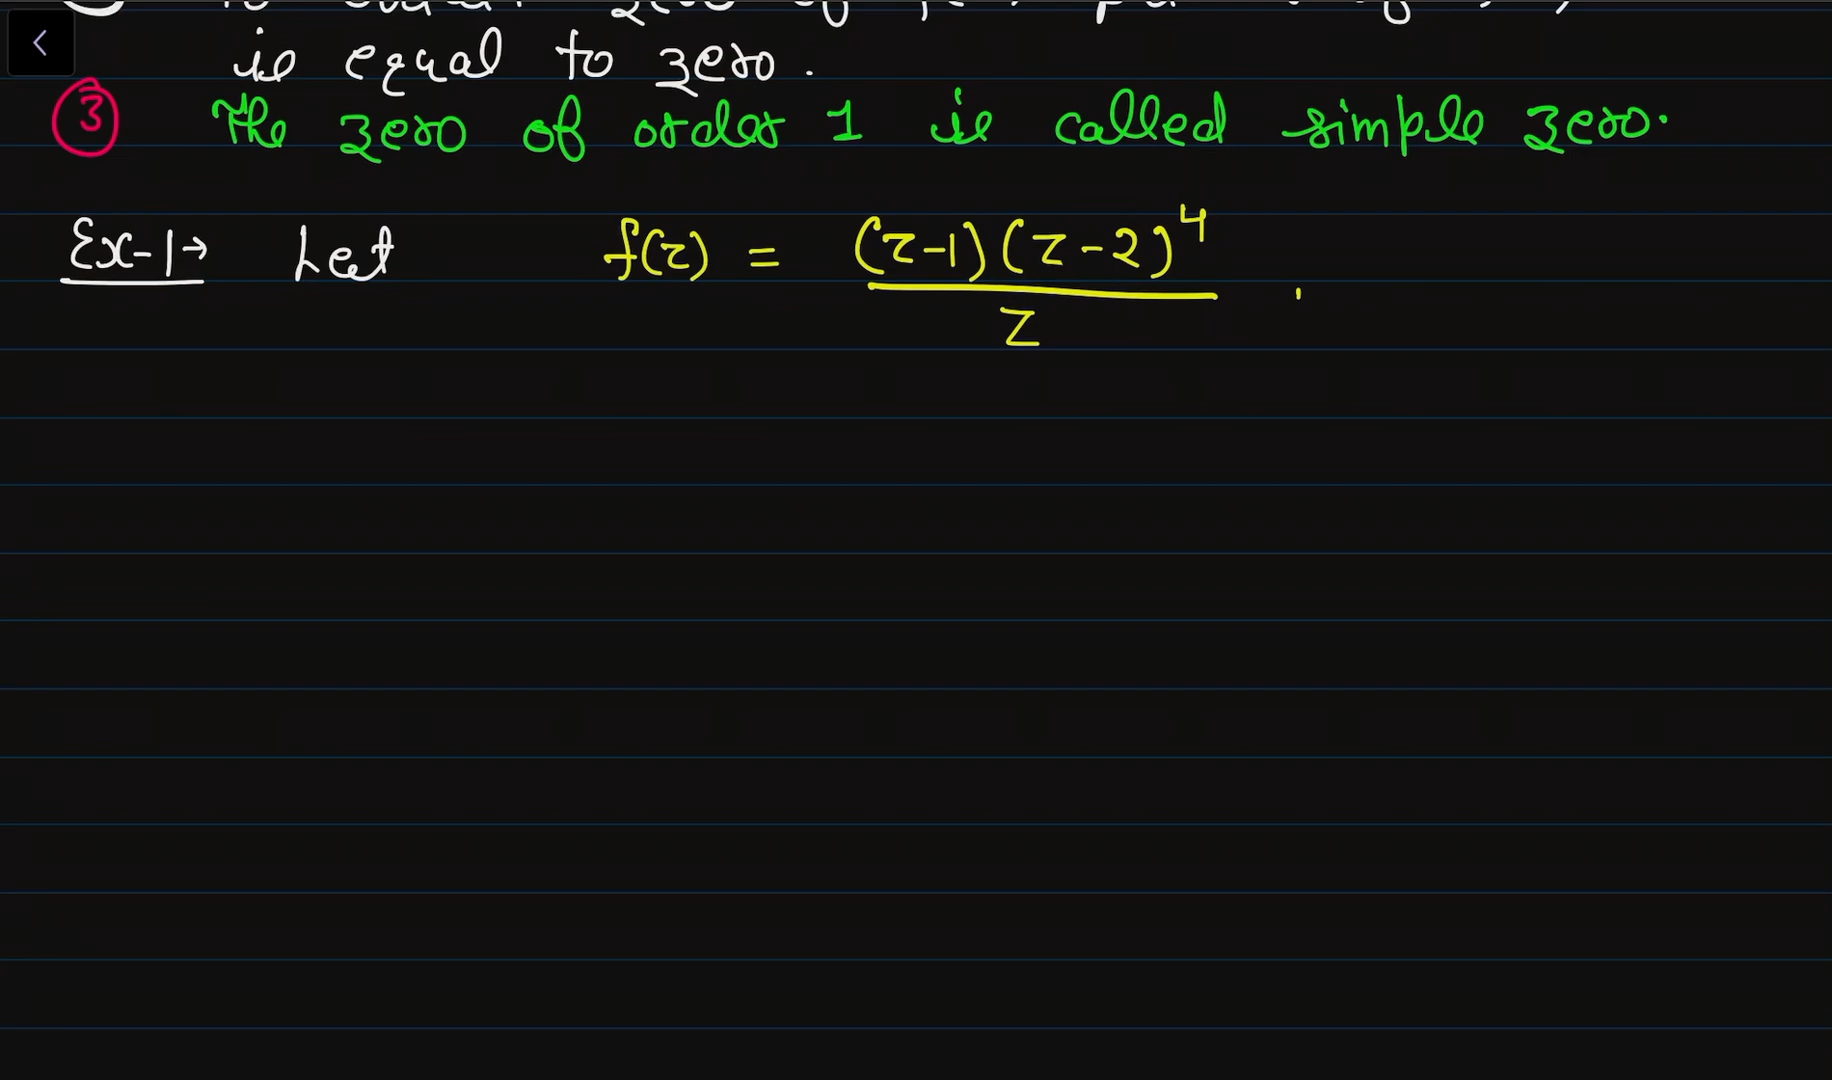 is equal to zero.
③ The zero of order 1 is called simple zero.
Ex-1→ Let f(z) = (z-1)(z-2)⁴
z